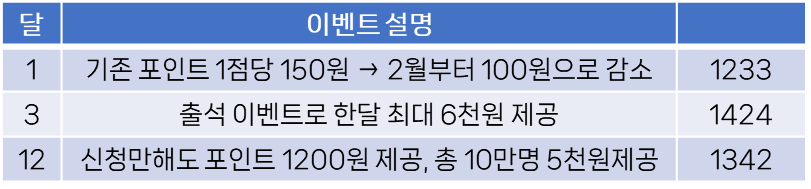 달 이벤트 설명
1 기존 포인트 1점당 150원 → 2월부터 100원으로 감소 1233
3 출석 이벤트로 한달 최대 6천원 제공 1424
12 신청만해도 포인트 1200원 제공, 총 10만명 5천원제공 1342